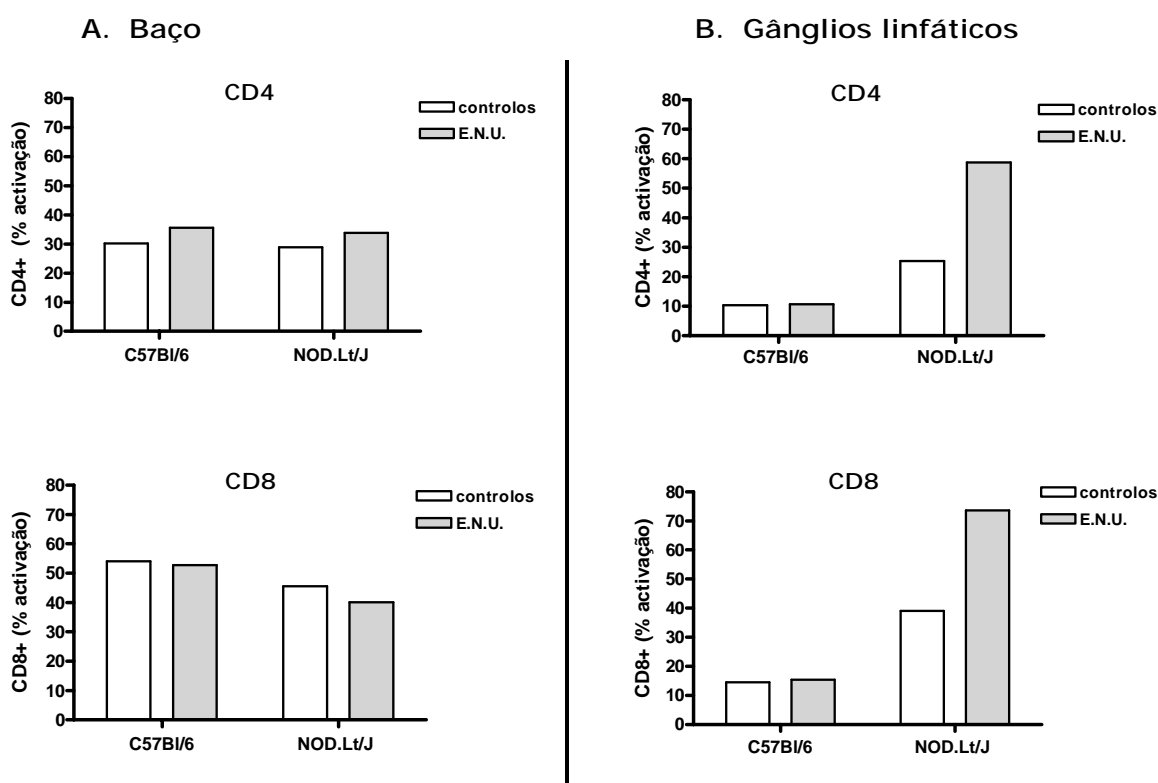 A. Baço
CD4
CD4+ (% activação)
80
70
60
50
40
30
20
10
0
C57Bl/6 NOD.Lt/J
controlos
E.N.U.
CD8
CD8+ (% activação)
80
70
60
50
40
30
20
10
0
C57Bl/6 NOD.Lt/J
controlos
E.N.U.
B. Gânglios linfáticos
CD4
CD4+ (% activação)
80
70
60
50
40
30
20
10
0
C57Bl/6 NOD.Lt/J
controlos
E.N.U.
CD8
CD8+ (% activação)
80
70
60
50
40
30
20
10
0
C57Bl/6 NOD.Lt/J
controlos
E.N.U.